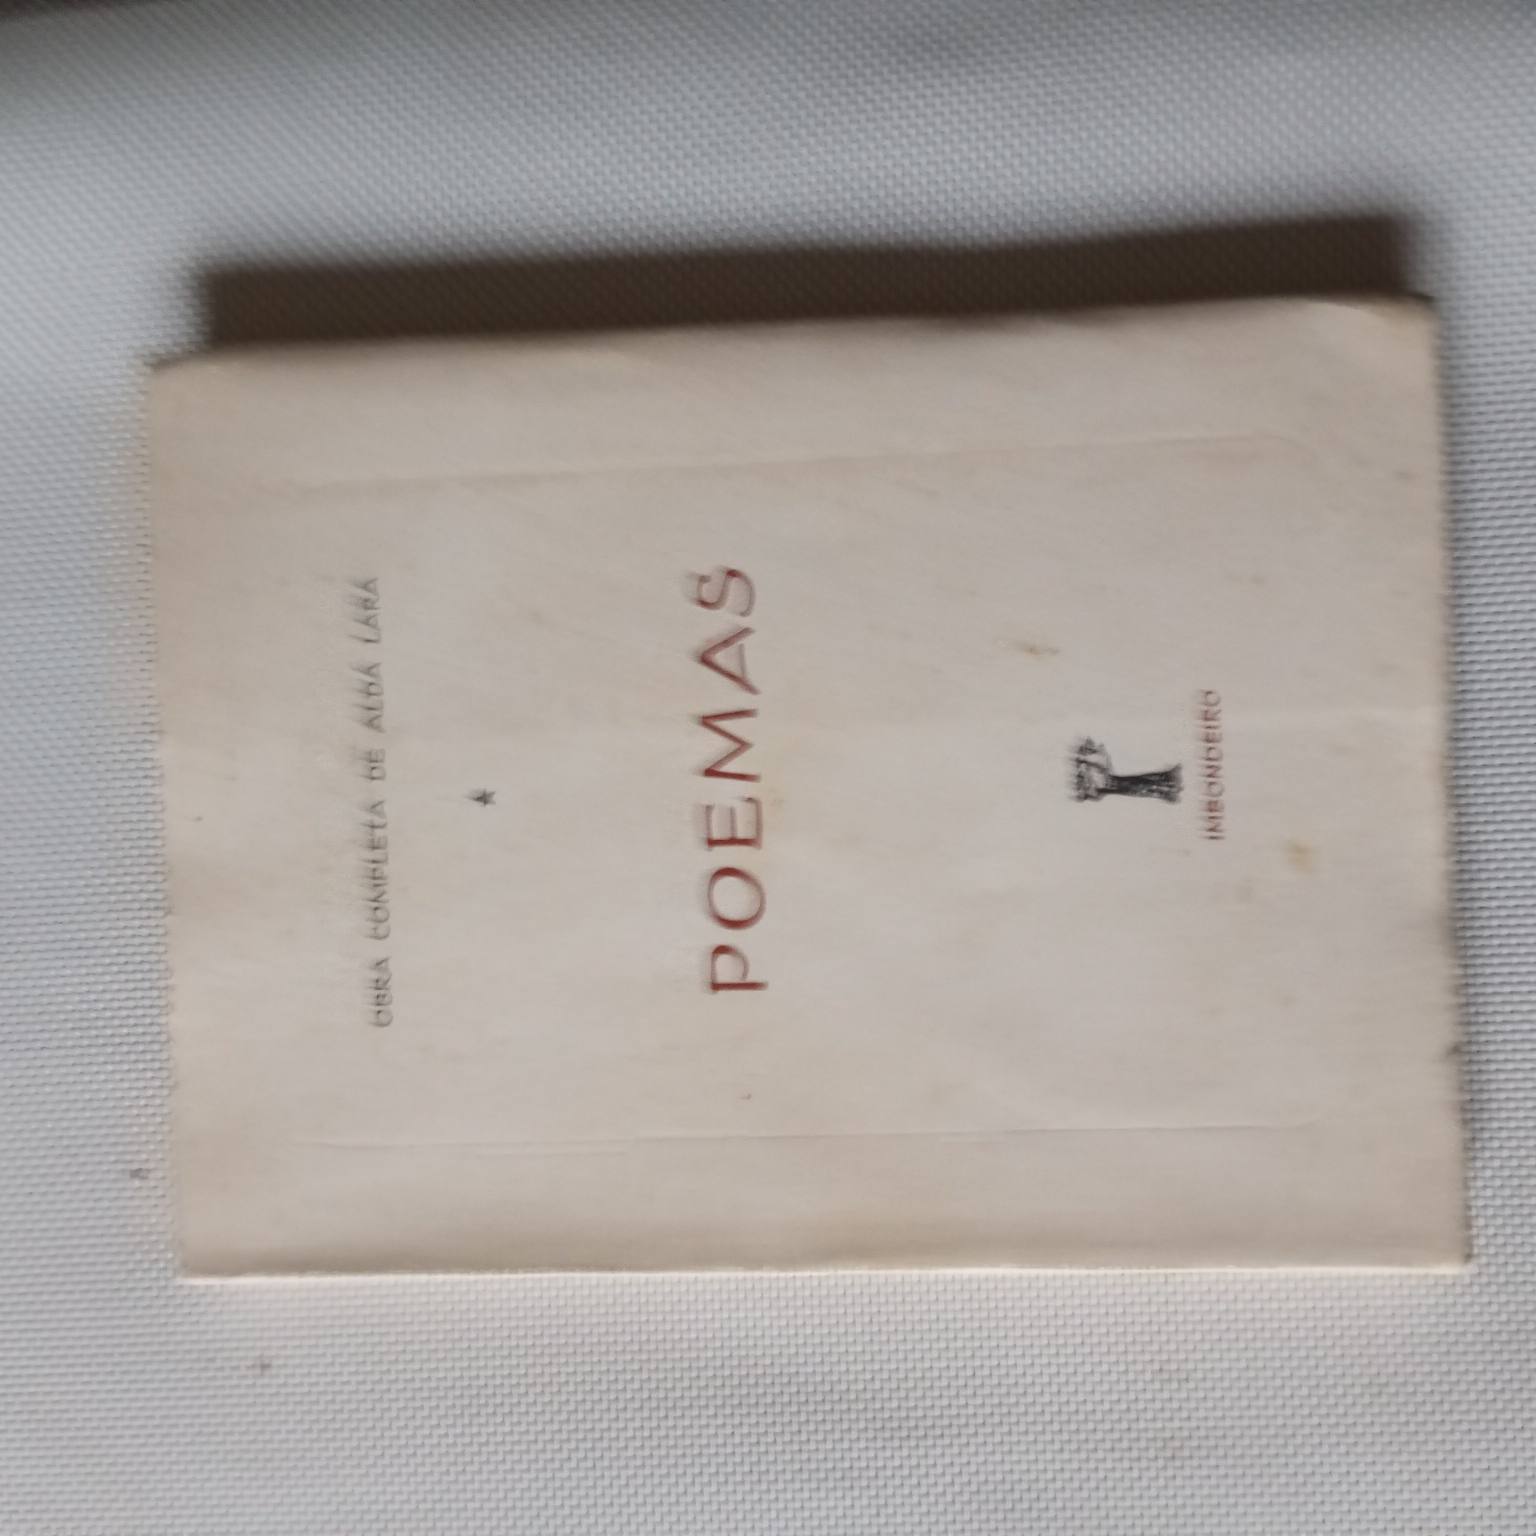 OBRA COMPLETA DE ALDA LARA
POEMAS
IMBONDEIRO